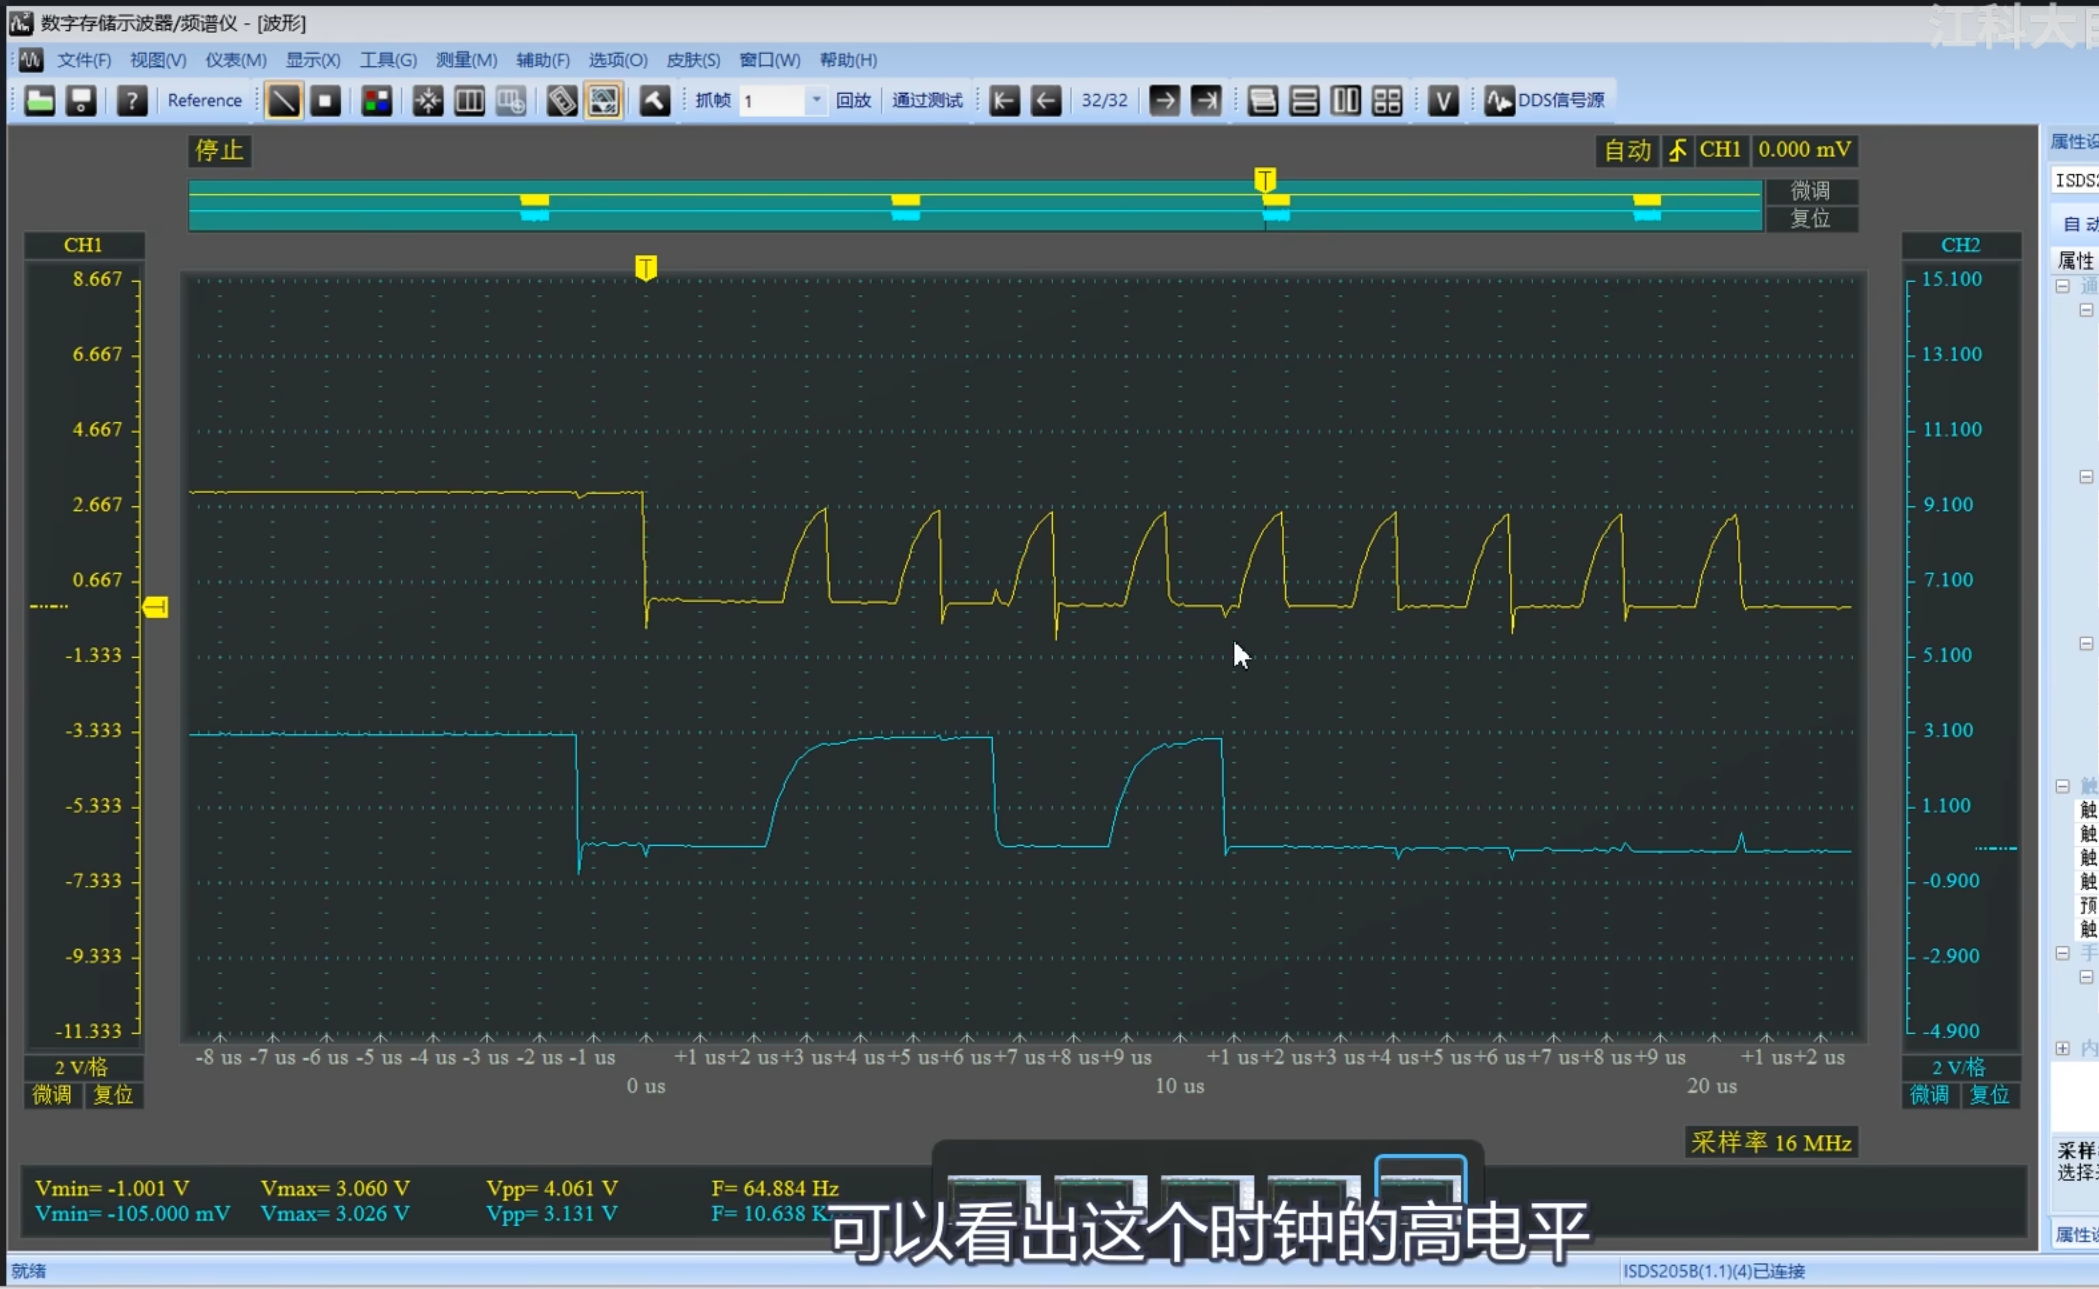 数字存储示波器/频谱仪 - [波形]
江科大自
文件(F) 视图(V) 仪表(M) 显示(X) 工具(G) 测量(M) 辅助(F) 选项(O) 皮肤(S) 窗口(W) 帮助(H)
? Reference 抓帧 1 回放 通过测试 32/32 V DDS信号源
停止 自动 CH1 0.000 mV
T
微调
复位
CH1
8.667
6.667
4.667
2.667
0.667
-1.333
-3.333
-5.333
-7.333
-9.333
-11.333
2 V/格
微调 复位
T
CH2
15.100
13.100
11.100
9.100
7.100
5.100
3.100
1.100
-0.900
-2.900
-4.900
2 V/格
微调 复位
-8 us -7 us -6 us -5 us -4 us -3 us -2 us -1 us +1 us +2 us +3 us +4 us +5 us +6 us +7 us +8 us +9 us +1 us +2 us +3 us +4 us +5 us +6 us +7 us +8 us +9 us +1 us +2 us
0 us 10 us 20 us
采样率 16 MHz
Vmin= -1.001 V Vmax= 3.060 V Vpp= 4.061 V F= 64.884 Hz
Vmin= -105.000 mV Vmax= 3.026 V Vpp= 3.131 V F= 10.638
可以看出这个时钟的高电平
就绪 ISDS205B(1.1)(4)已连接
属性设
ISDS2
自动
属性
通
触
触
触
触
触
预
触
手
内
采样
选择
属性设